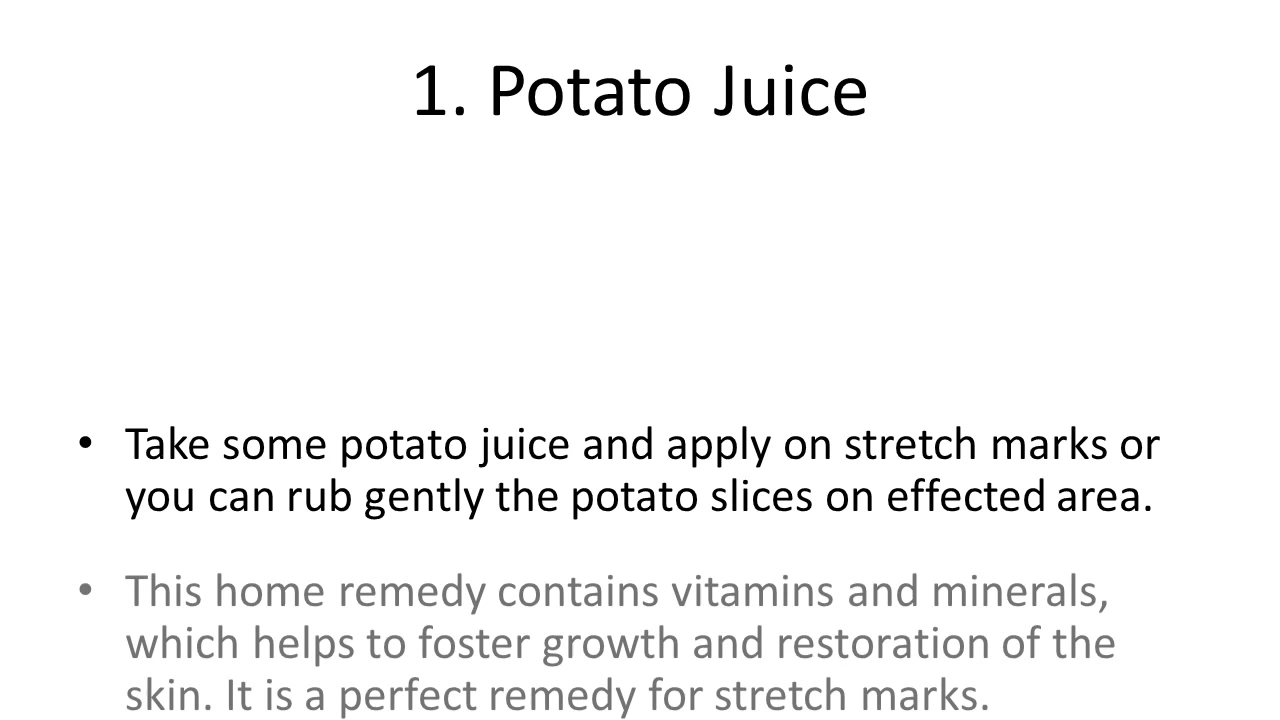 1. Potato Juice
• Take some potato juice and apply on stretch marks or
you can rub gently the potato slices on effected area.
• This home remedy contains vitamins and minerals,
which helps to foster growth and restoration of the
skin. It is a perfect remedy for stretch marks.